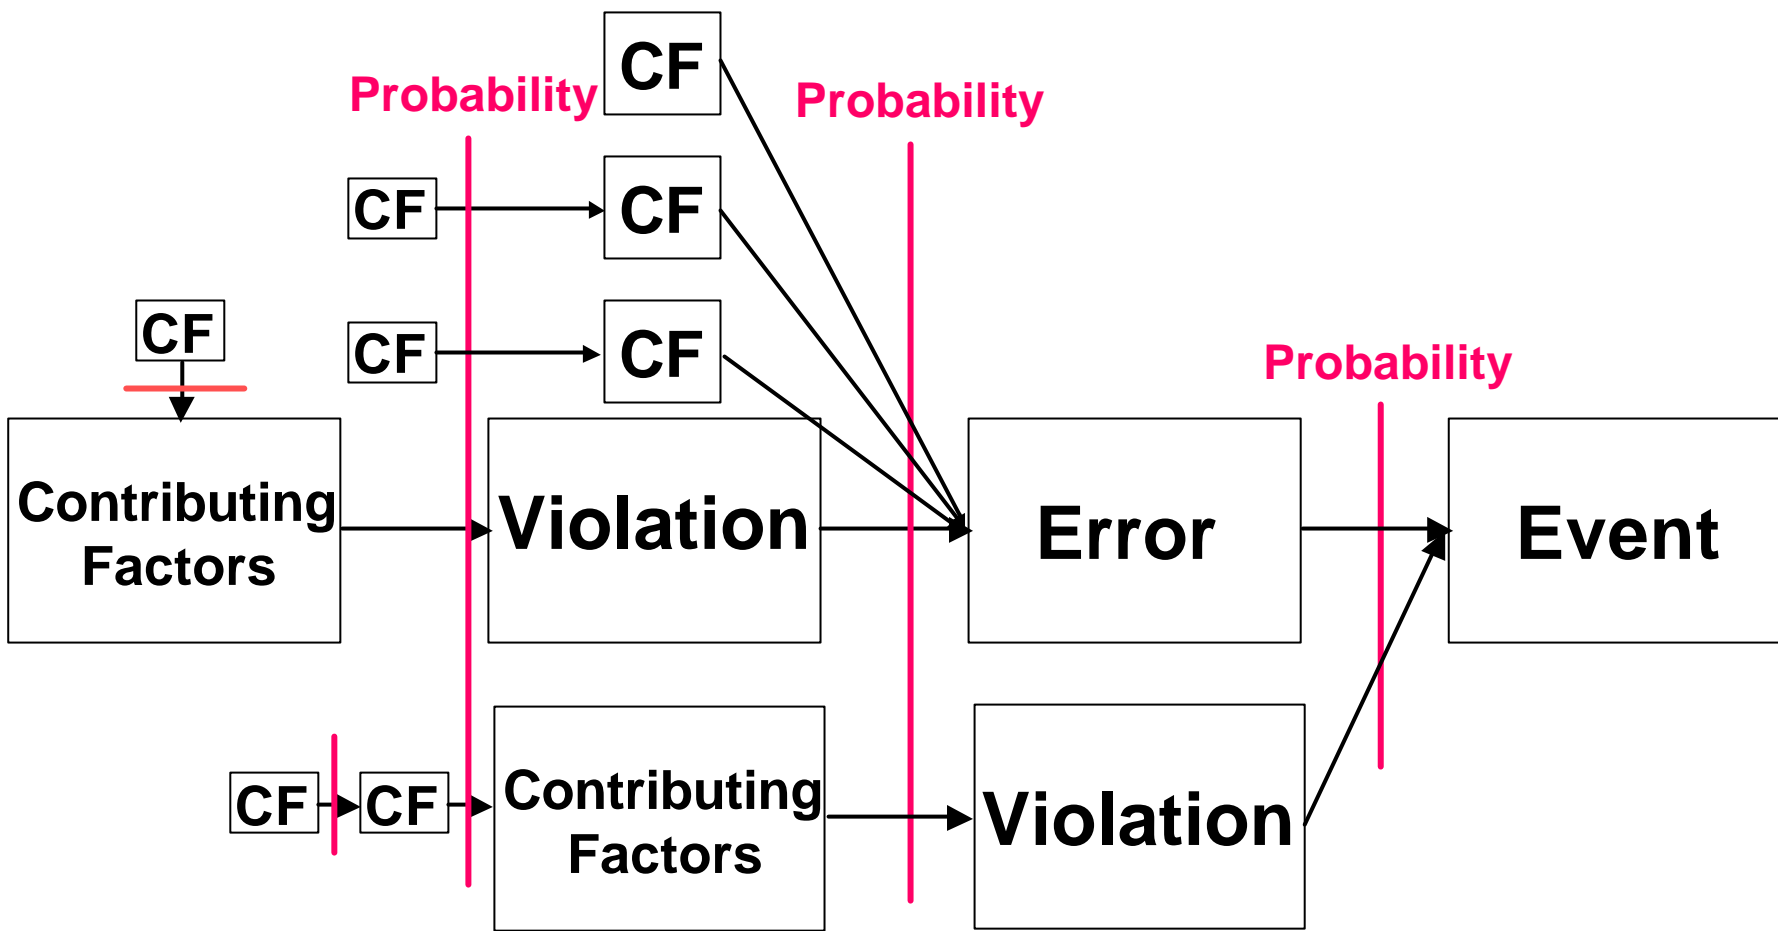 CF
Probability
Probability
CF
CF
CF
CF
CF
Probability
Contributing
Factors
Violation
Error
Event
CF
CF
Contributing
Factors
Violation